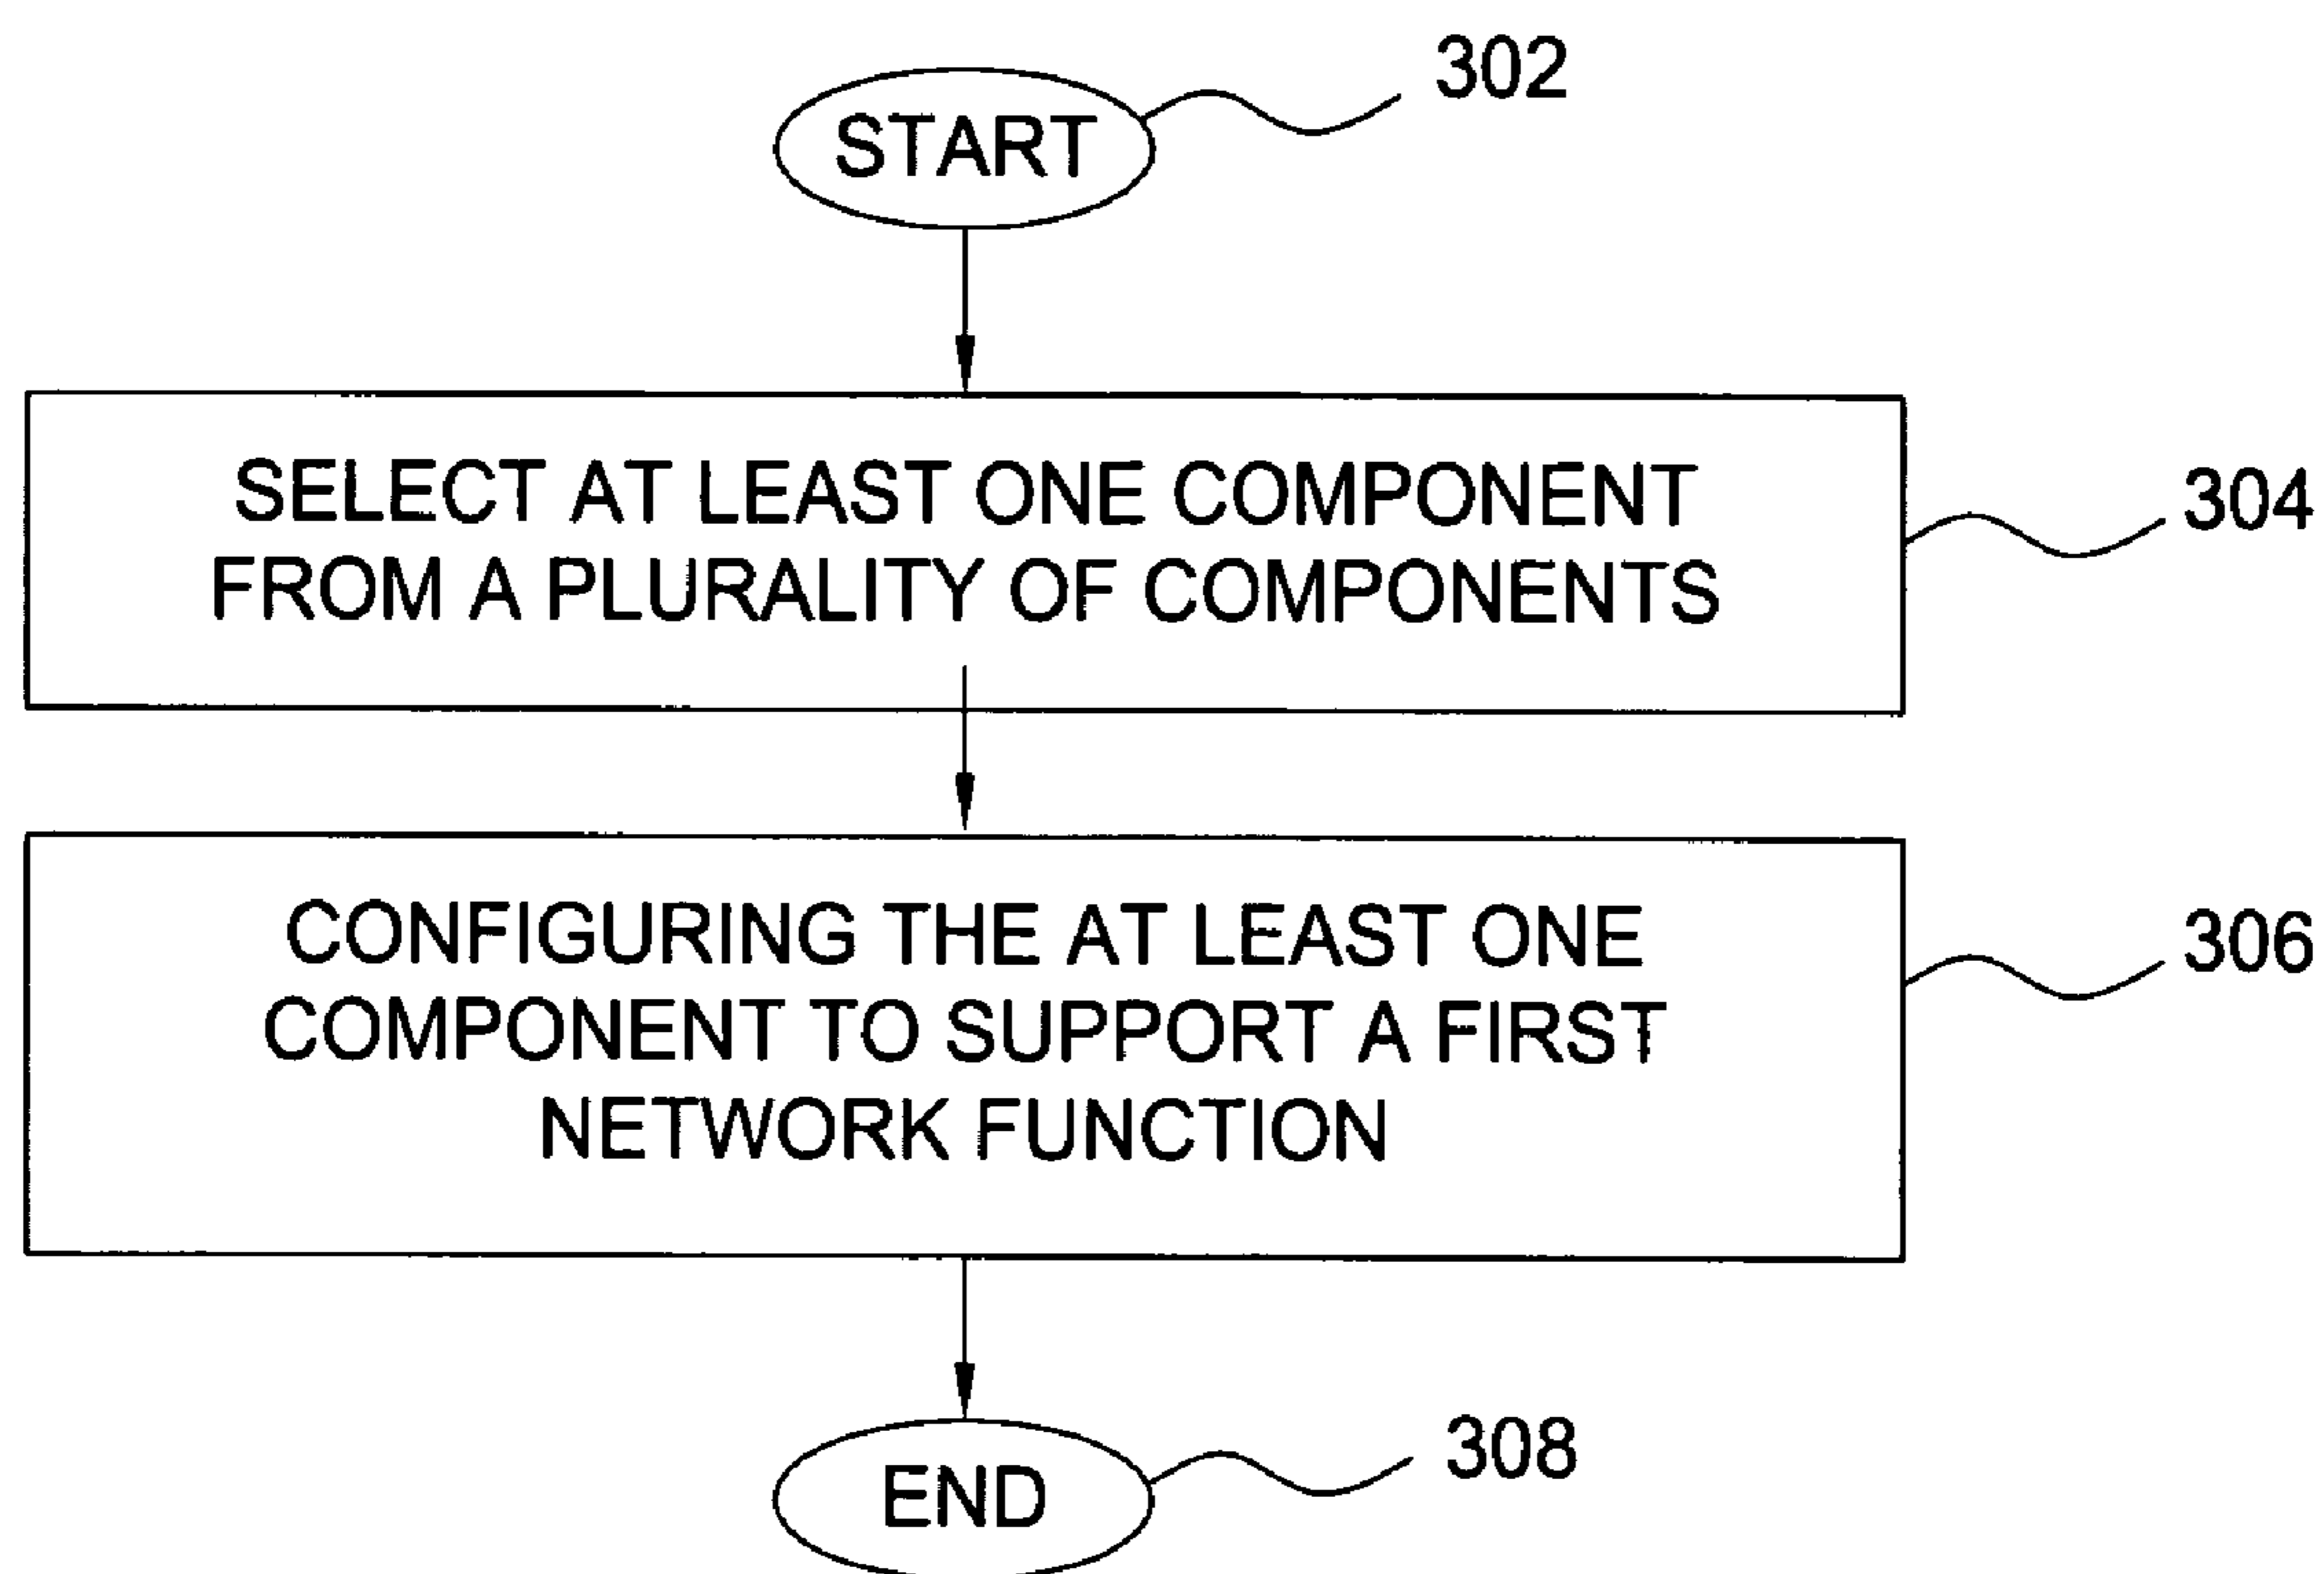 START
302
SELECT AT LEAST ONE COMPONENT
FROM A PLURALITY OF COMPONENTS
304
CONFIGURING THE AT LEAST ONE
COMPONENT TO SUPPORT A FIRST
NETWORK FUNCTION
306
END
308